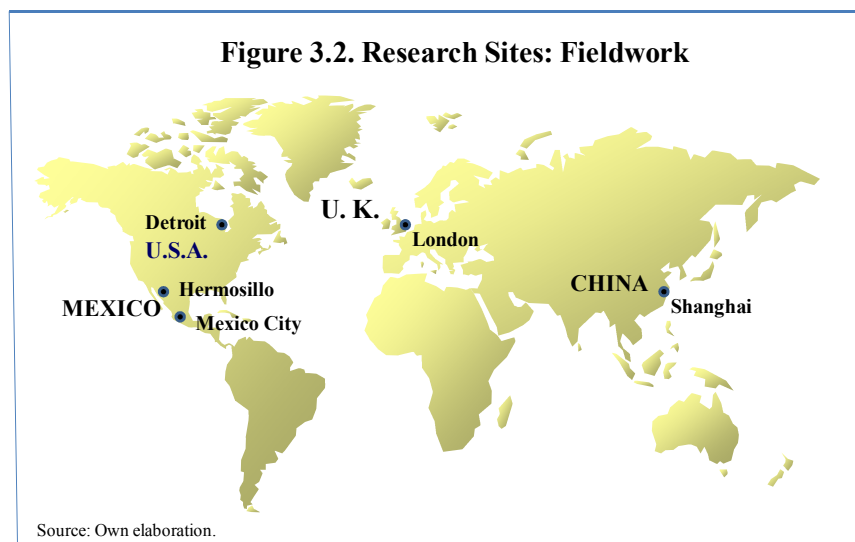 Figure 3.2. Research Sites: Fieldwork
U. K.
Detroit
London
U.S.A.
CHINA
Hermosillo
MEXICO
Shanghai
Mexico City
Source: Own elaboration.